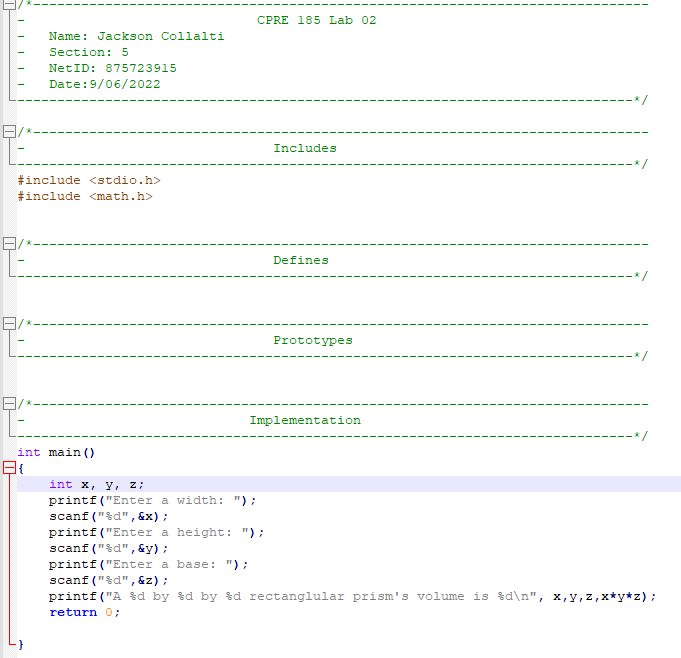 /*-----------------------------------------------------------------------------
-                             CPRE 185 Lab 02
-   Name: Jackson Collalti
-   Section: 5
-   NetID: 875723915
-   Date:9/06/2022
-----------------------------------------------------------------------------*/
/*-----------------------------------------------------------------------------
-                               Includes
-----------------------------------------------------------------------------*/
#include <stdio.h>
#include <math.h>
/*-----------------------------------------------------------------------------
-                               Defines
-----------------------------------------------------------------------------*/
/*-----------------------------------------------------------------------------
-                               Prototypes
-----------------------------------------------------------------------------*/
/*-----------------------------------------------------------------------------
-                            Implementation
-----------------------------------------------------------------------------*/
int main()
{
    int x, y, z;
    printf("Enter a width: ");
    scanf("%d",&x);
    printf("Enter a height: ");
    scanf("%d",&y);
    printf("Enter a base: ");
    scanf("%d",&z);
    printf("A %d by %d by %d rectanglular prism's volume is %d\n", x,y,z,x*y*z);
    return 0;
}